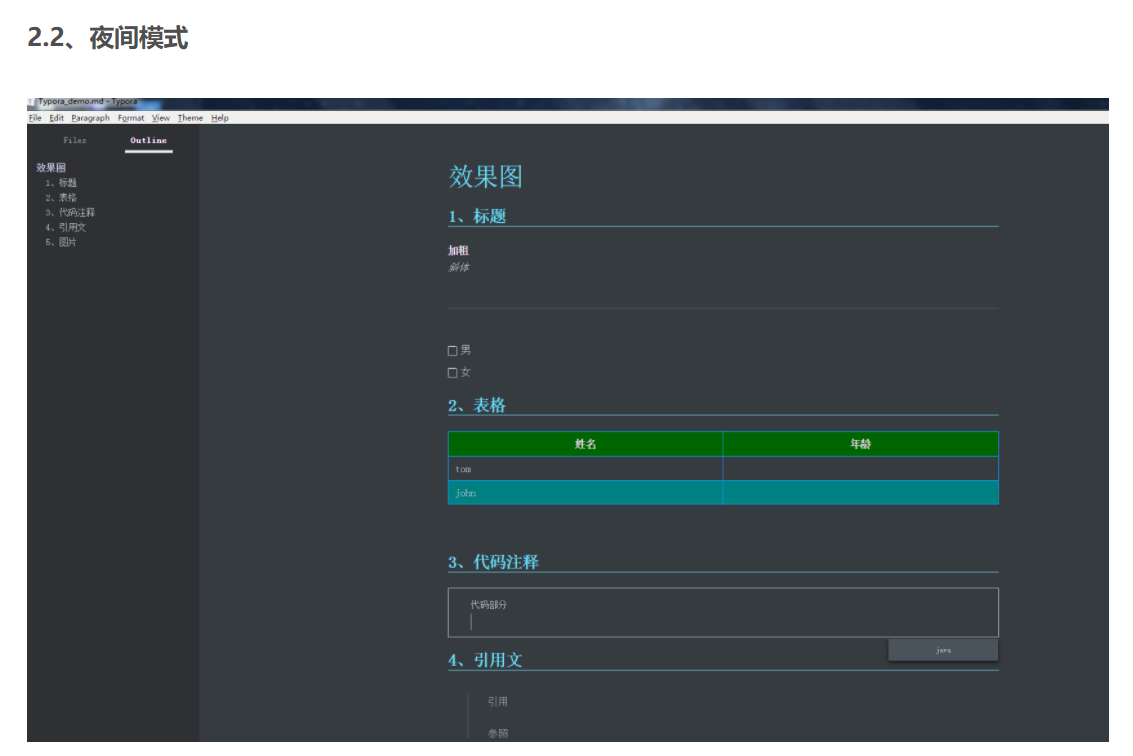 2.2、夜间模式
Typora_demo.md - Typora
File Edit Paragraph Format View Theme Help
Files Outline
效果图
1、标题
2、表格
3、代码注释
4、引用文
5、图片
效果图
1、标题
加粗
斜体
男
女
2、表格
姓名 年龄
tom
john
3、代码注释
代码部分
java
4、引用文
引用
参照